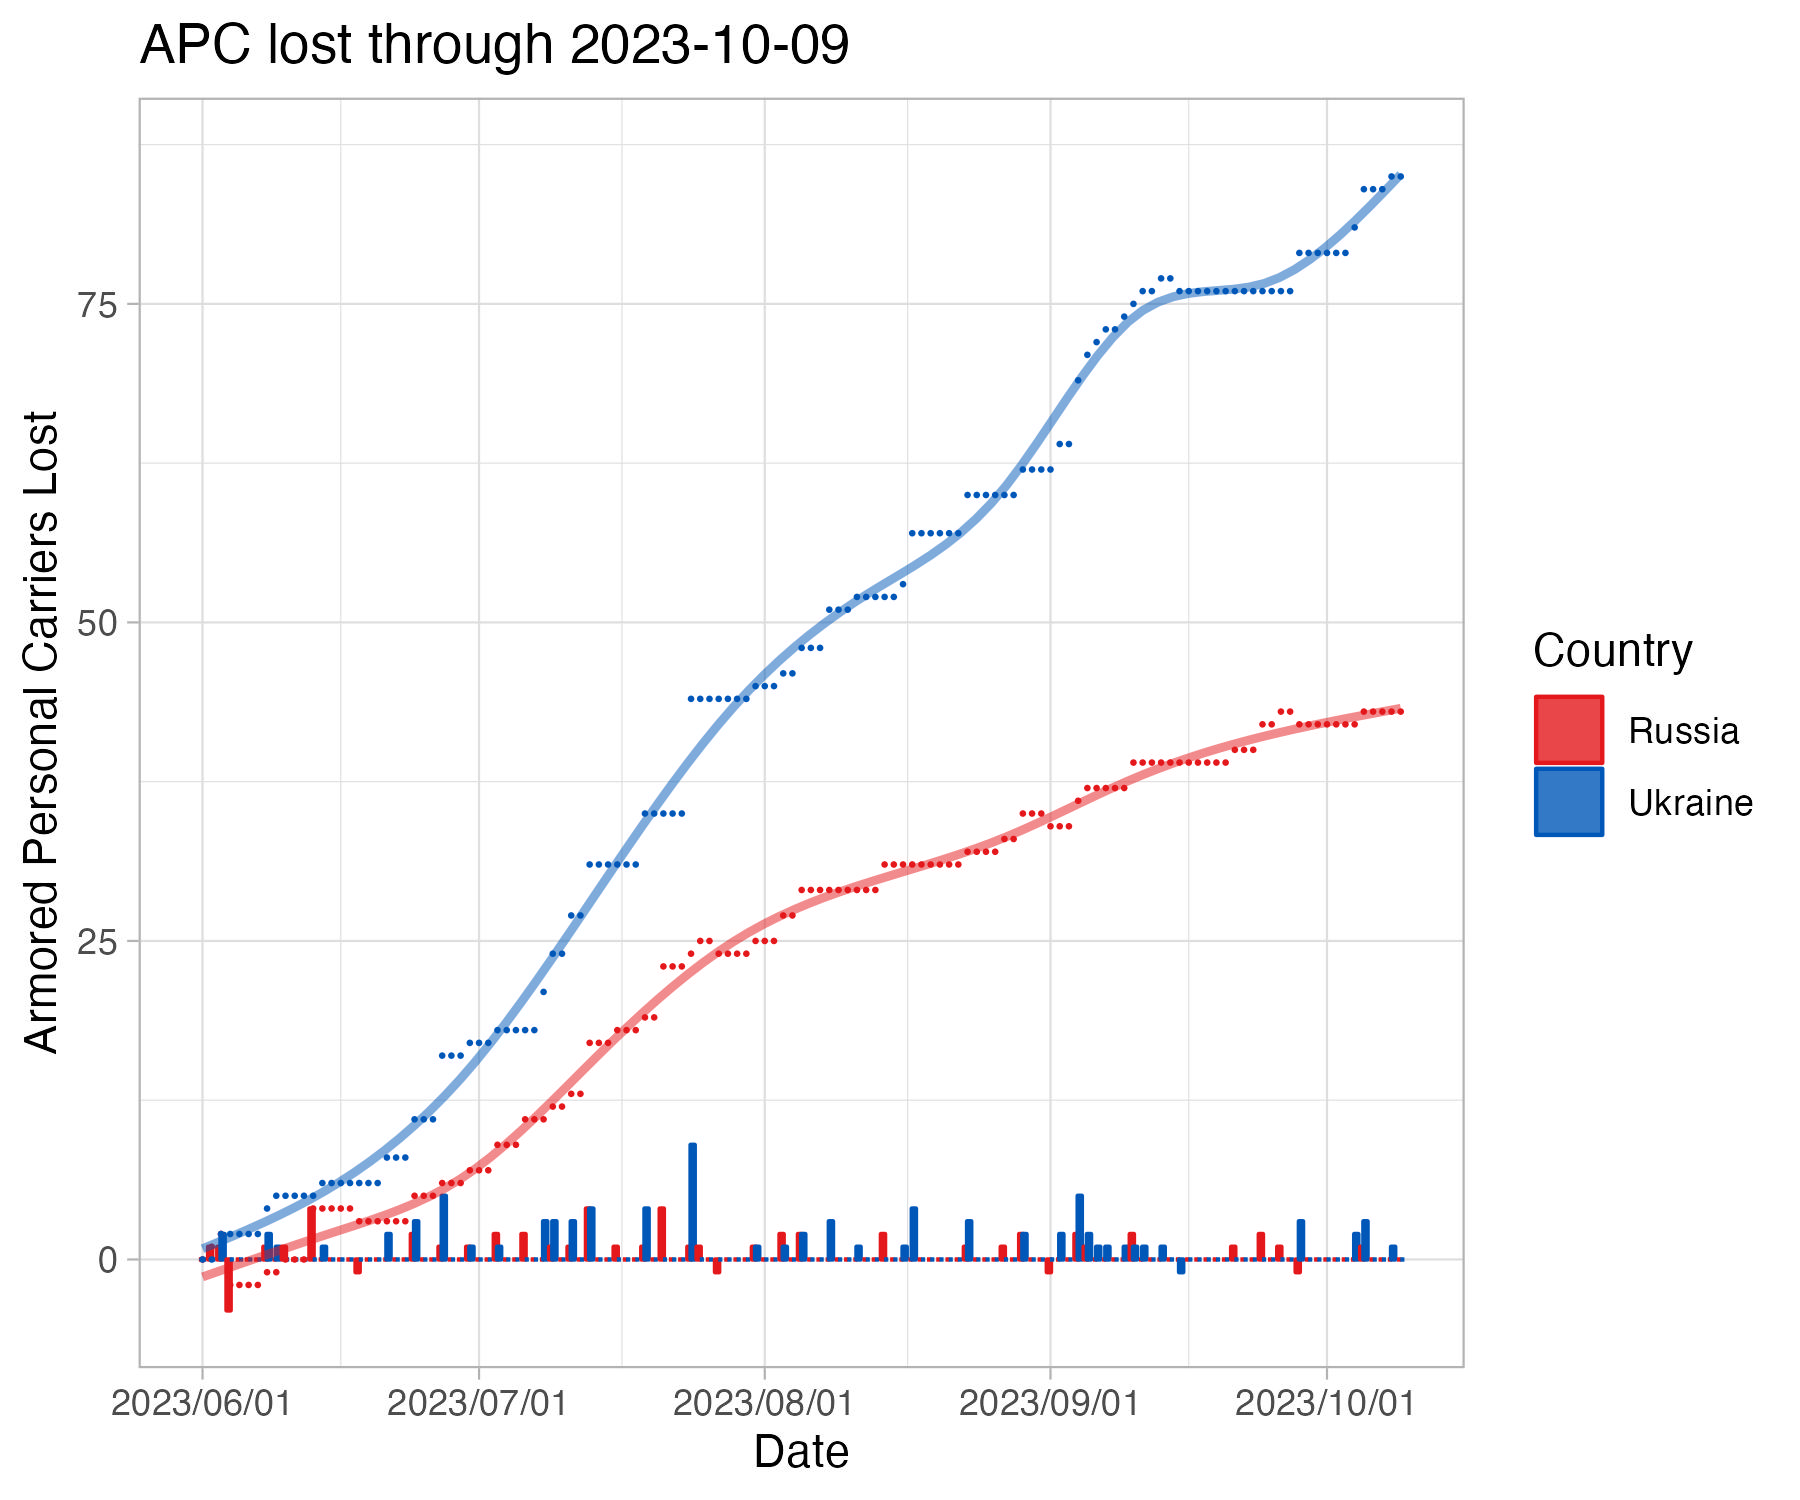 APC lost through 2023-10-09
Armored Personal Carriers Lost
75
50
25
0
2023/06/01
2023/07/01
2023/08/01
2023/09/01
2023/10/01
Date
Country
Russia
Ukraine